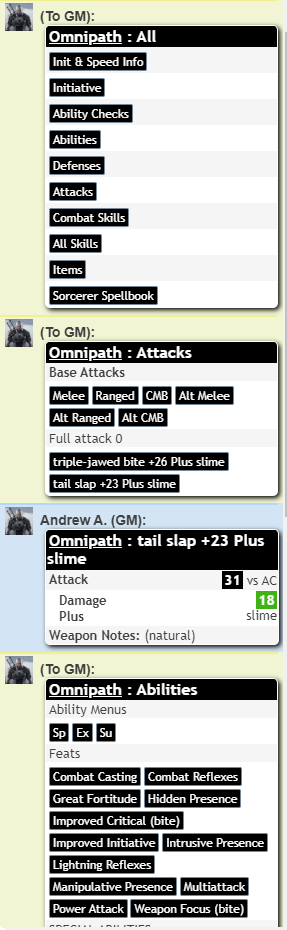 (To GM):
Omnipath : All
Init & Speed Info
Initiative
Ability Checks
Abilities
Defenses
Attacks
Combat Skills
All Skills
Items
Sorcerer Spellbook
(To GM):
Omnipath : Attacks
Base Attacks
Melee Ranged CMB Alt Melee
Alt Ranged Alt CMB
Full attack 0
triple-jawed bite +26 Plus slime
tail slap +23 Plus slime
Andrew A. (GM):
Omnipath : tail slap +23 Plus
slime
Attack 31 vs AC
Damage 18
Plus slime
Weapon Notes: (natural)
(To GM):
Omnipath : Abilities
Ability Menus
Sp Ex Su
Feats
Combat Casting Combat Reflexes
Great Fortitude Hidden Presence
Improved Critical (bite)
Improved Initiative Intrusive Presence
Lightning Reflexes
Manipulative Presence Multiattack
Power Attack Weapon Focus (bite)
SPECIAL ABILITIES